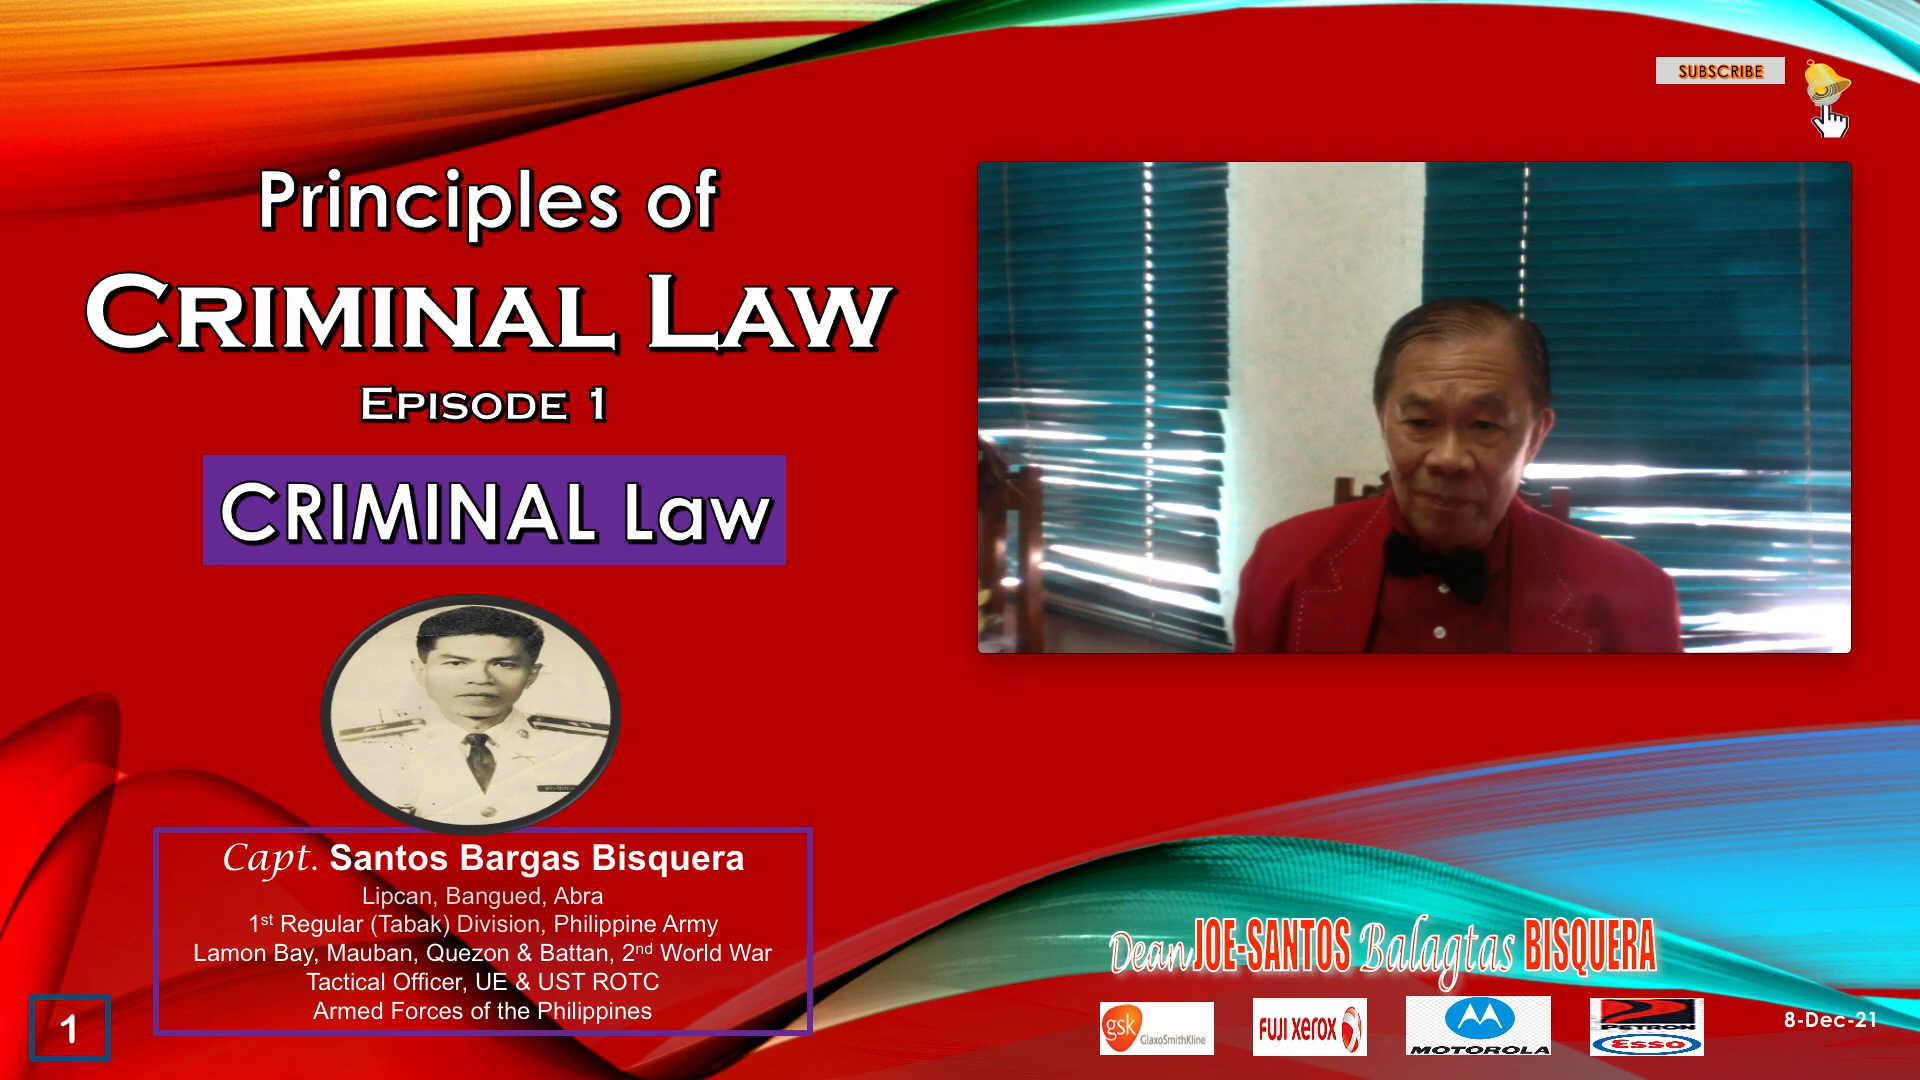 SUBSCRIBE
Principles of
CRIMINAL LAW
EPISODE 1
CRIMINAL Law
Capt. Santos Bargas Bisquera
Lipcan, Bangued, Abra
1st Regular (Tabak) Division, Philippine Army
Lamon Bay, Mauban, Quezon & Battan, 2nd World War
Tactical Officer, UE & UST ROTC
Armed Forces of the Philippines
1
Dean JOE-SANTOS Balagtas BISQUERA
gsk GlaxoSmithKline
FUJI XEROX
MOTOROLA
PETRON
Esso
8-Dec-21